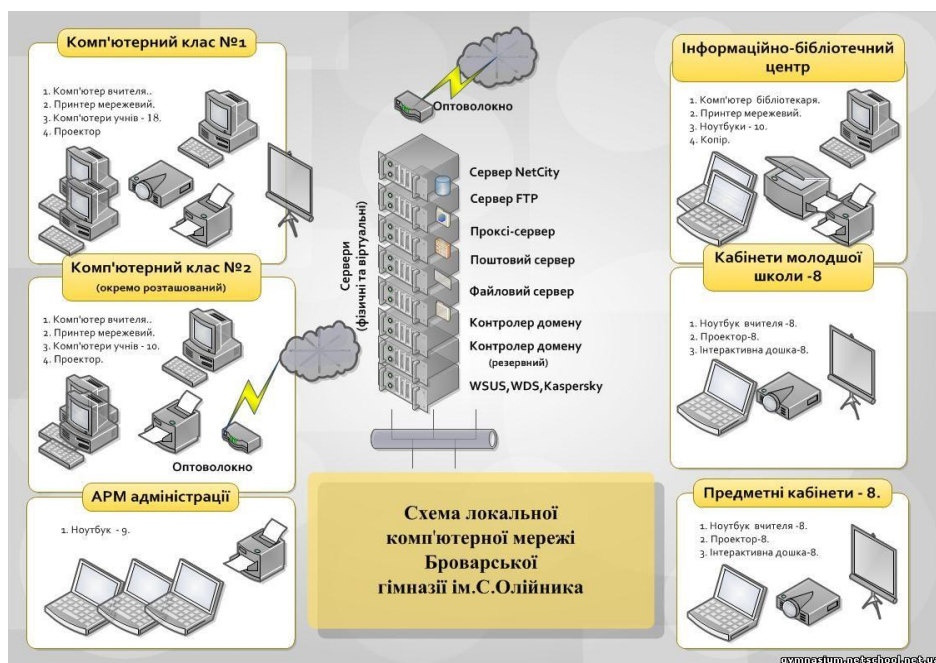 Комп'ютерний клас №1
1. Комп'ютер вчителя..
2. Принтер мережевий.
3. Компютери учнів - 18.
4. Проектор
Комп'ютерний клас №2
(окремо розташований)
1. Комп'ютер вчителя..
2. Принтер мережевий.
3. Компютери учнів - 10.
4. Проектор.
Оптоволокно
АРМ адміністрації
1. Ноутбук - 9.
Оптоволокно
Сервери
(фізичні та віртуальні)
Сервер NetCity
Сервер FTP
Проксі-сервер
Поштовий сервер
Файловий сервер
Контролер домену
Контролер домену
(резервний)
WSUS,WDS,Kaspersky
Схема локальної
комп'ютерної мережі
Броварської
гімназії ім.С.Олійника
Інформаційно-бібліотечний
центр
1. Комп'ютер бібліотекаря.
2. Принтер мережевий.
3. Ноутбуки - 10.
4. Копір.
Кабінети молодшої
школи -8
1. Ноутбук вчителя -8.
2. Проектор-8.
3. Інтерактивна дошка-8.
Предметні кабінети - 8.
1. Ноутбук вчителя -8.
2. Проектор-8.
3. Інтерактивна дошка-8.
gymnasium.netschool.net.ua